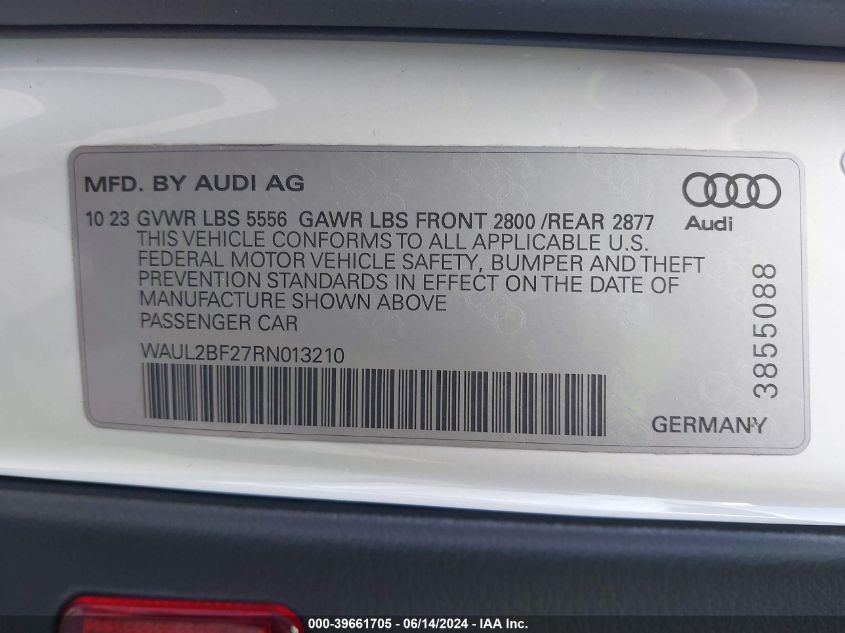 MFD. BY AUDI AG
Audi
10 23 GVWR LBS 5556 GAWR LBS FRONT 2800 /REAR 2877
THIS VEHICLE CONFORMS TO ALL APPLICABLE U.S.
FEDERAL MOTOR VEHICLE SAFETY, BUMPER AND THEFT
PREVENTION STANDARDS IN EFFECT ON THE DATE OF
MANUFACTURE SHOWN ABOVE
PASSENGER CAR
WAUL2BF27RN013210
3855088
GERMANY
000-39661705 - 06/14/2024 - IAA Inc.